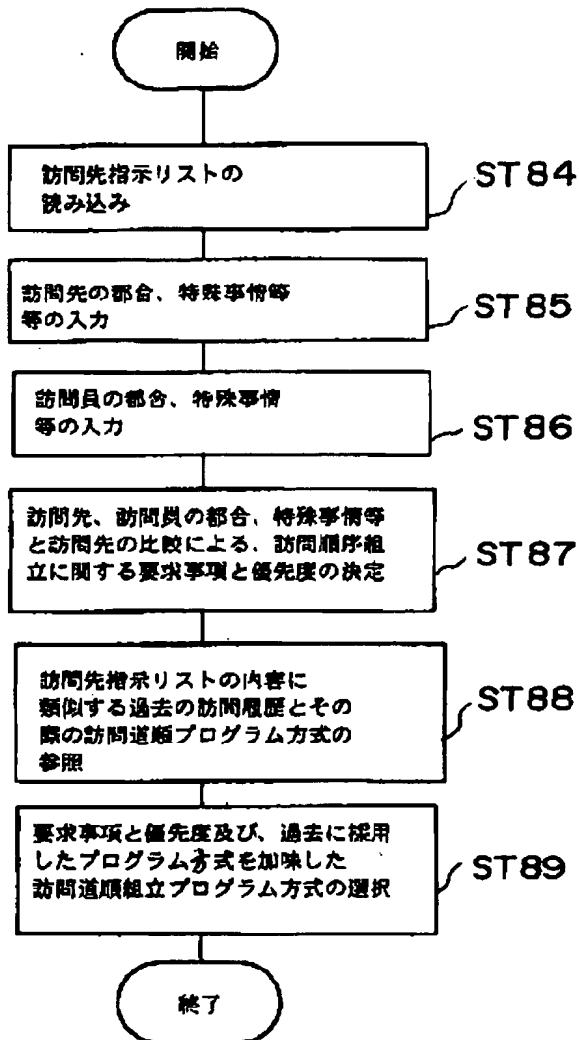 開始
訪問先指示リストの
読み込み
ST84
訪問先の都合、特殊事情等
等の入力
ST85
訪問員の都合、特殊事情
等の入力
ST86
訪問先、訪問員の都合、特殊事情等
と訪問先の比較による、訪問順序組
立に関する要求事項と優先度の決定
ST87
訪問先指示リストの内容に
類似する過去の訪問履歴とその
際の訪問道順プログラム方式の
参照
ST88
要求事項と優先度及び、過去に採用
したプログラム方式を加味した
訪問道順組立プログラム方式の選択
ST89
終了